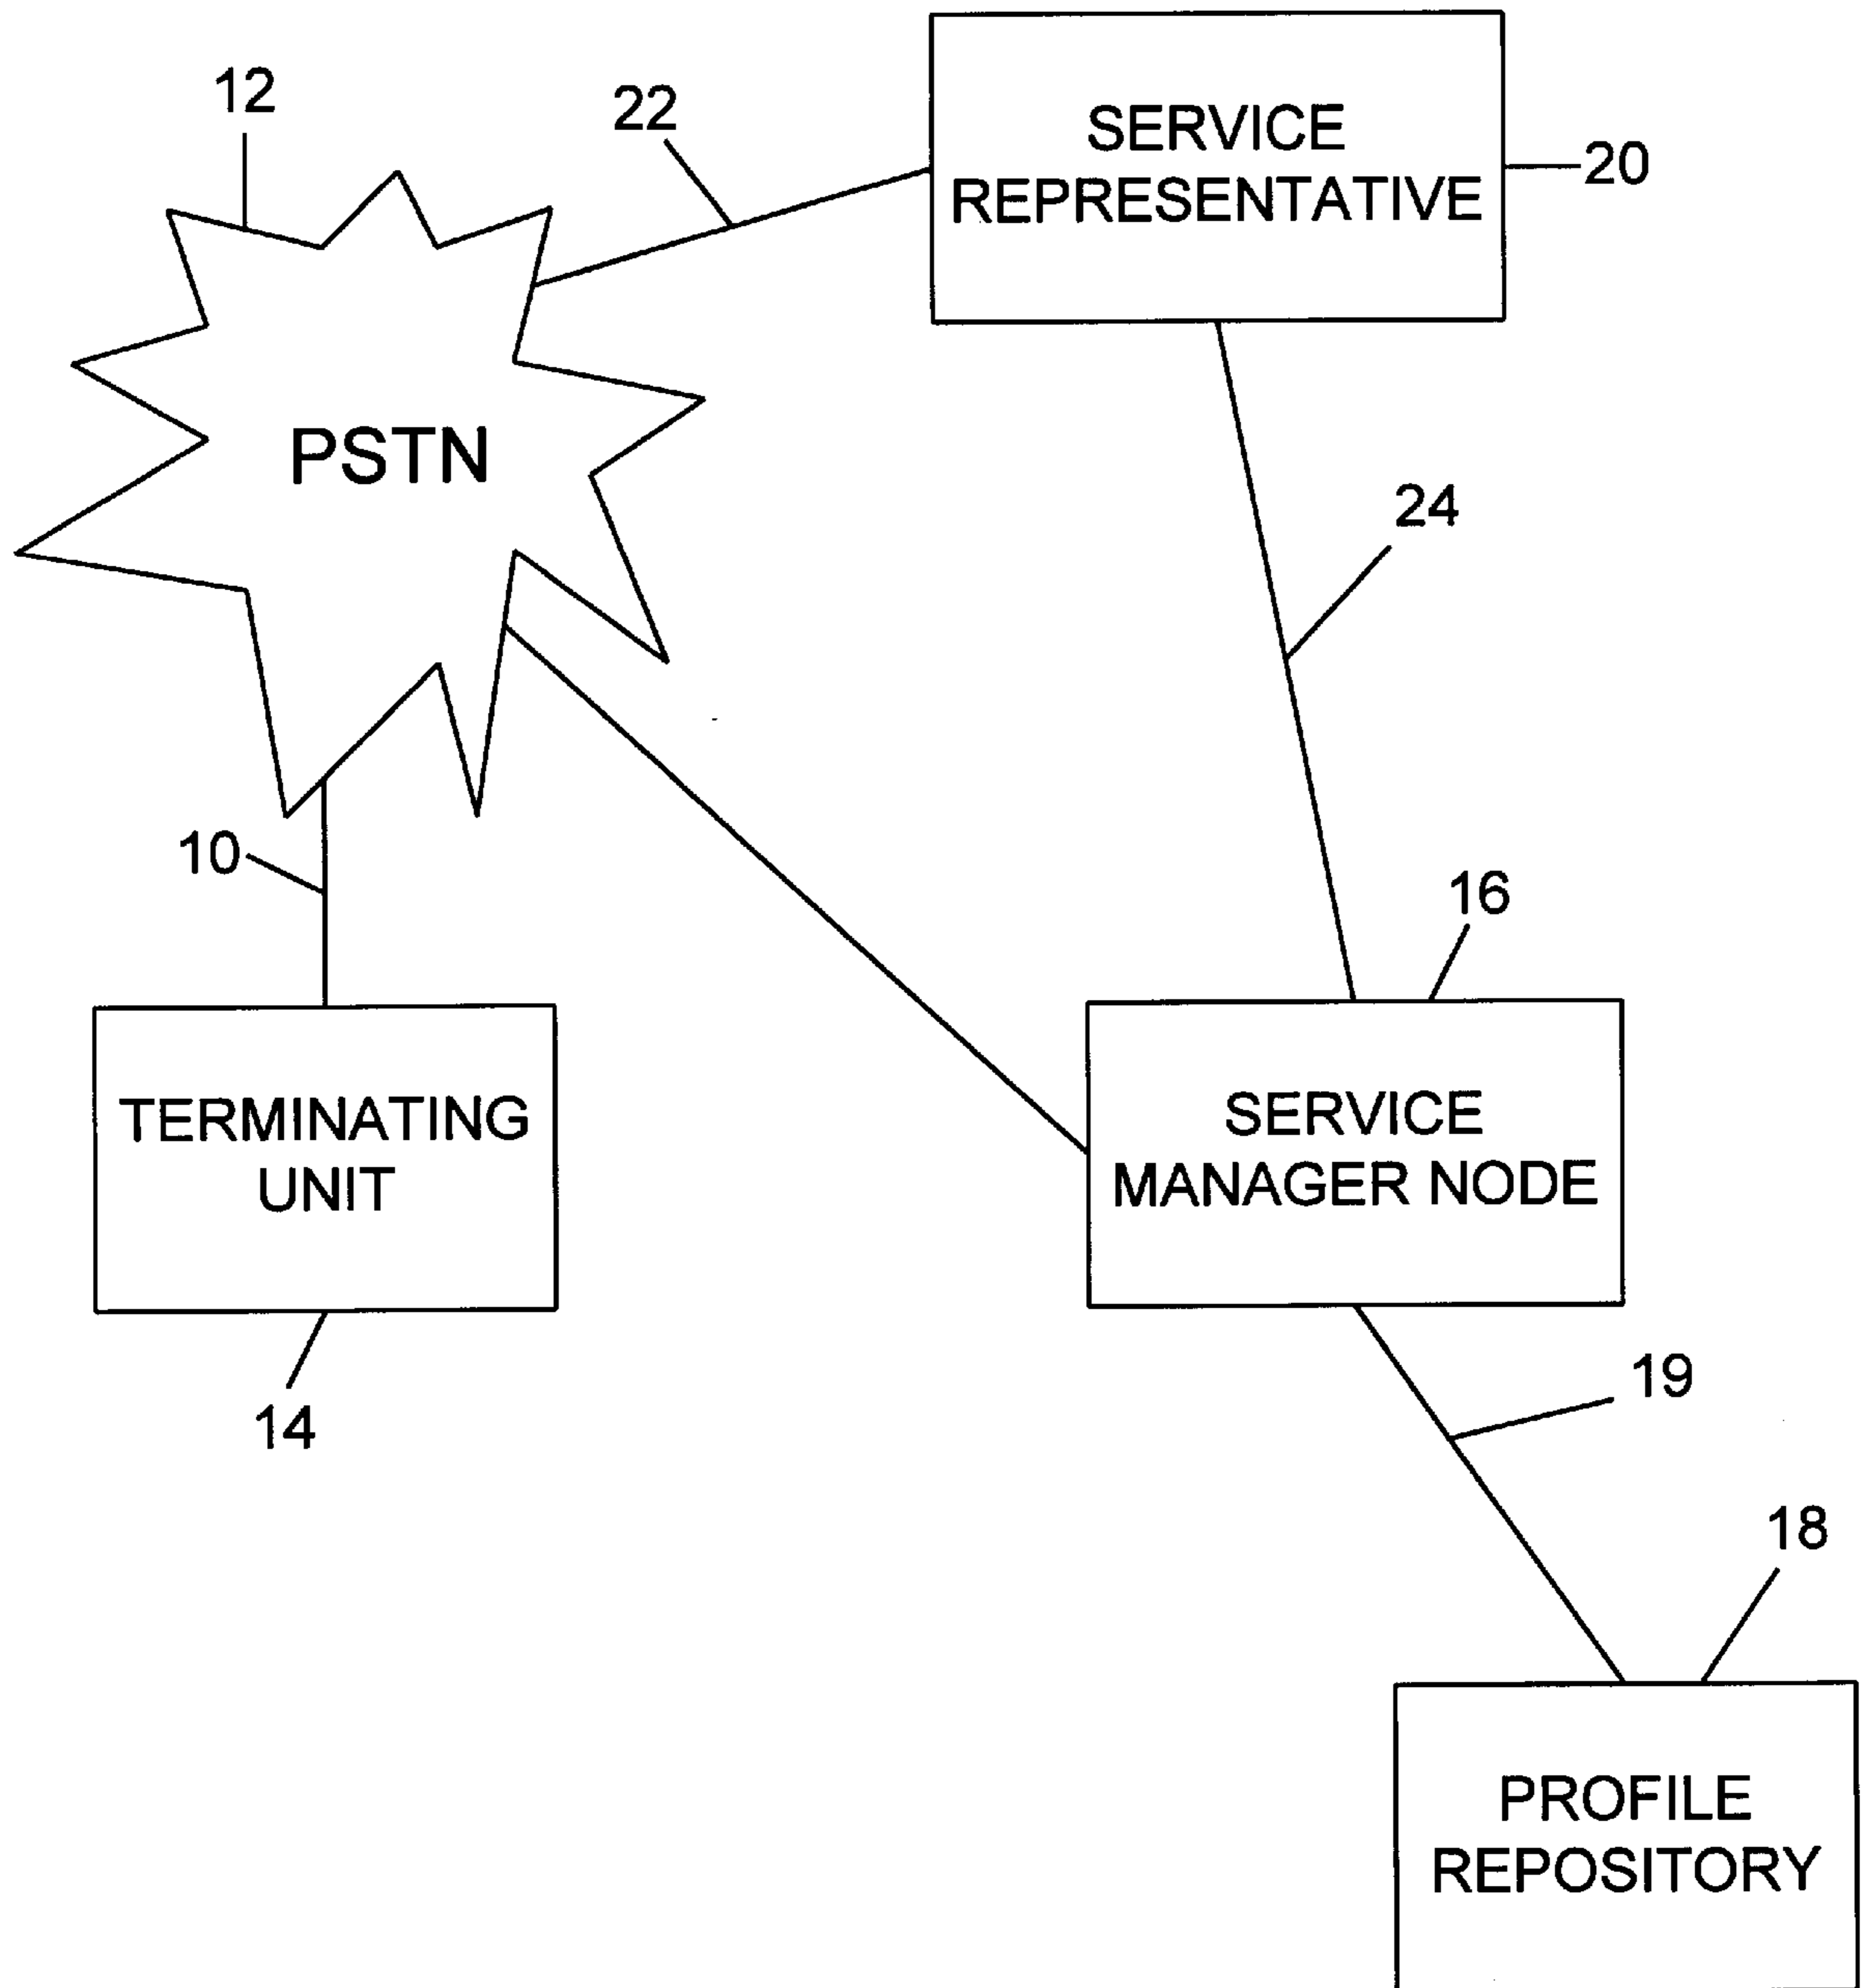 12
22
SERVICE
REPRESENTATIVE
20
PSTN
24
10
16
TERMINATING
UNIT
SERVICE
MANAGER NODE
14
19
18
PROFILE
REPOSITORY